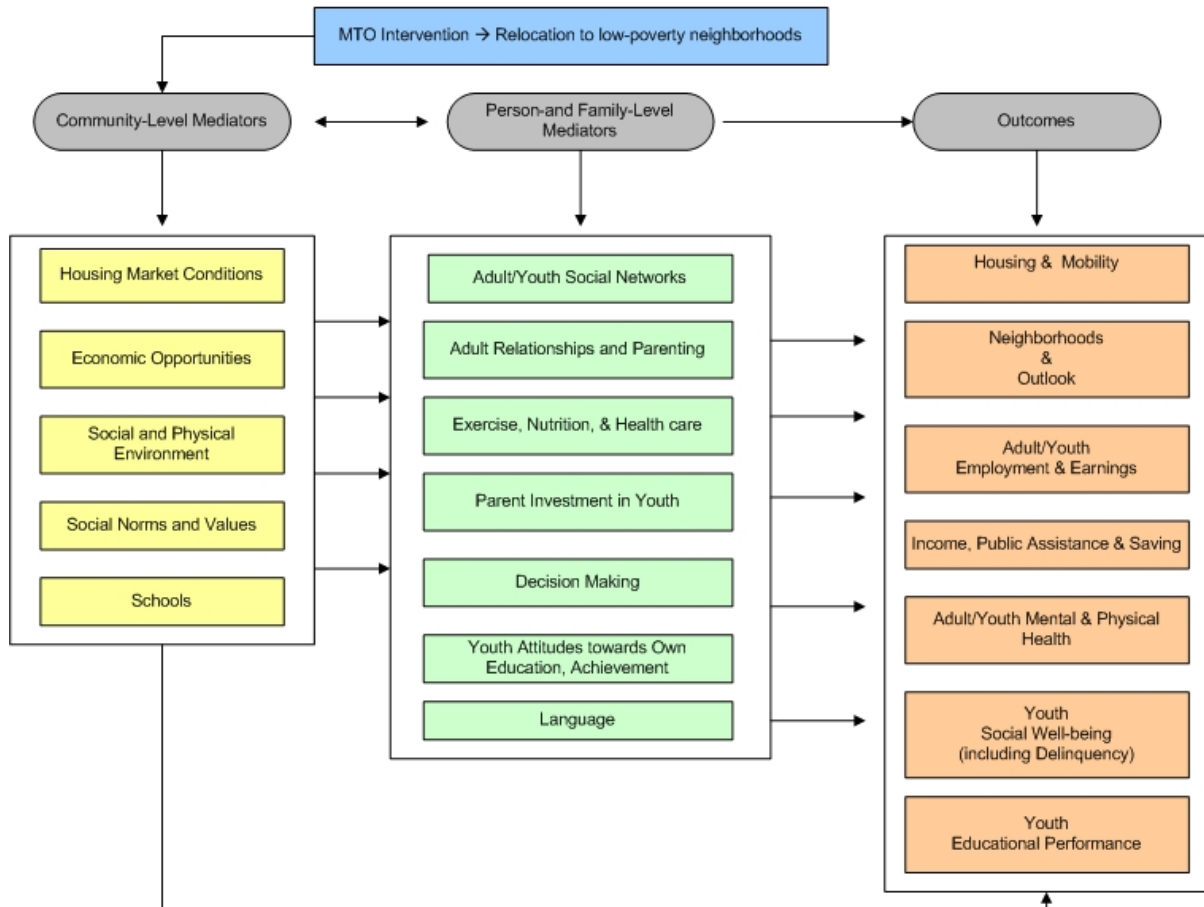 MTO Intervention → Relocation to low-poverty neighborhoods
Community-Level Mediators
Person-and Family-Level
Mediators
Outcomes
Housing Market Conditions
Economic Opportunities
Social and Physical
Environment
Social Norms and Values
Schools
Adult/Youth Social Networks
Adult Relationships and Parenting
Exercise, Nutrition, & Health care
Parent Investment in Youth
Decision Making
Youth Attitudes towards Own
Education, Achievement
Language
Housing & Mobility
Neighborhoods
&
Outlook
Adult/Youth
Employment & Earnings
Income, Public Assistance & Saving
Adult/Youth Mental & Physical
Health
Youth
Social Well-being
(including Delinquency)
Youth
Educational Performance